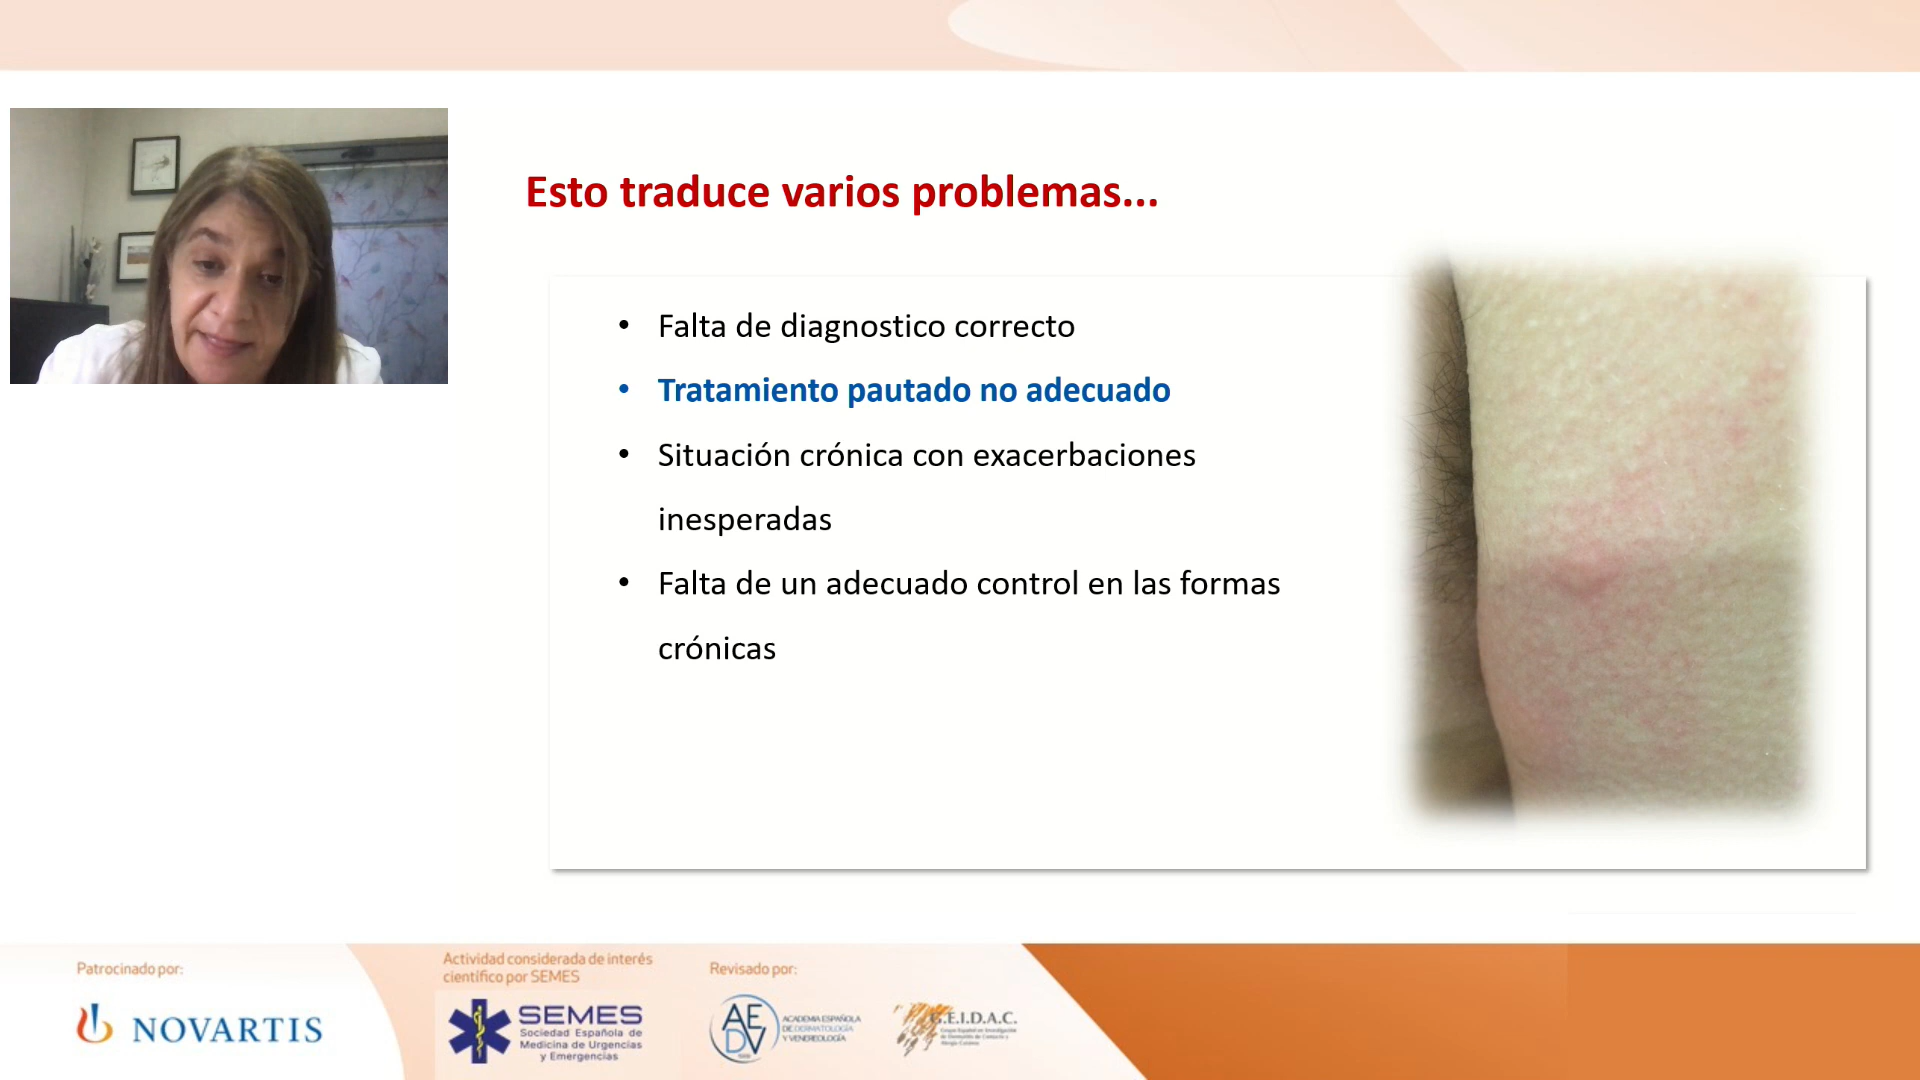 Esto traduce varios problemas...
• Falta de diagnostico correcto
• Tratamiento pautado no adecuado
• Situación crónica con exacerbaciones
inesperadas
• Falta de un adecuado control en las formas
crónicas
Patrocinado por:
NOVARTIS
Actividad considerada de interés
científico por SEMES
SEMES
Sociedad Española de
Medicina de Urgencias
y Emergencias
Revisado por:
AEDV
ACADEMIA ESPAÑOLA
DE DERMATOLOGÍA
Y VENEREOLOGÍA
G.E.I.D.A.C.